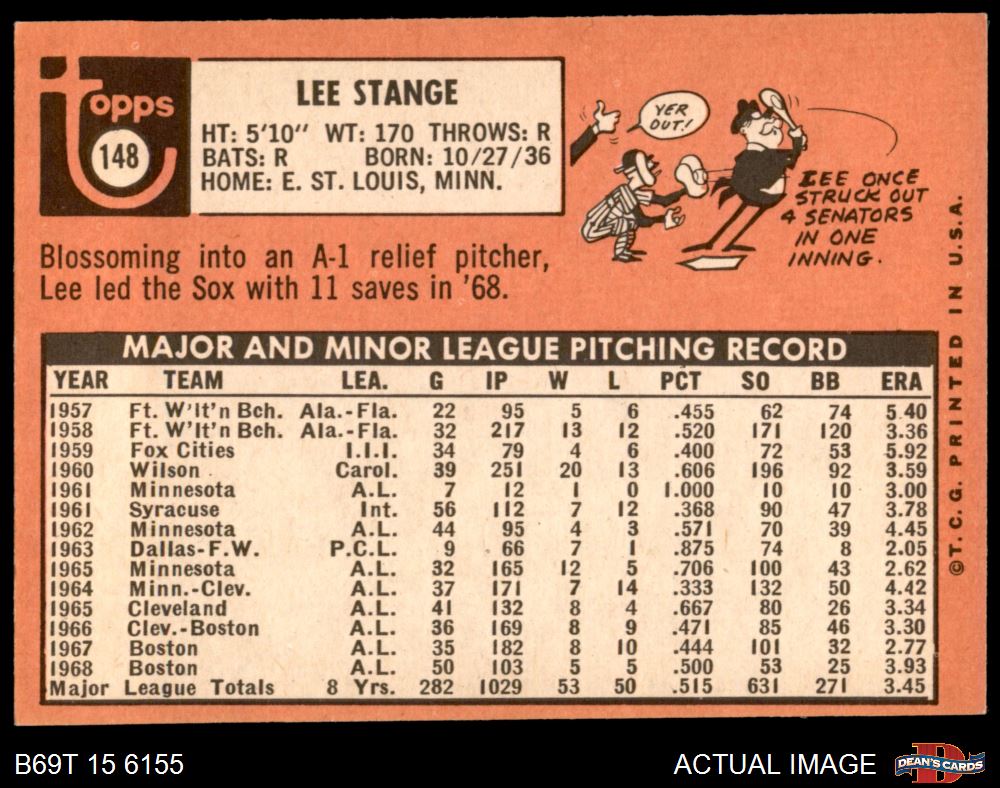 Topps
148
LEE STANGE
HT: 5'10" WT: 170 THROWS: R
BATS: R BORN: 10/27/36
HOME: E. ST. LOUIS, MINN.
YER
OUT!
LEE ONCE
STRUCK OUT
4 SENATORS
IN ONE
INNING.
Blossoming into an A-1 relief pitcher,
Lee led the Sox with 11 saves in '68.
MAJOR AND MINOR LEAGUE PITCHING RECORD
YEAR TEAM LEA. G IP W L PCT SO BB ERA
1957 Ft. W'lt'n Bch. Ala.-Fla. 22 95 5 6 .455 62 74 5.40
1958 Ft. W'lt'n Bch. Ala.-Fla. 32 217 13 12 .520 171 120 3.36
1959 Fox Cities I.I.I. 34 79 4 6 .400 72 53 5.92
1960 Wilson Carol. 39 251 20 13 .606 196 92 3.59
1961 Minnesota A.L. 7 12 1 0 1.000 10 10 3.00
1961 Syracuse Int. 56 112 7 12 .368 90 47 3.78
1962 Minnesota A.L. 44 95 4 3 .571 70 39 4.45
1963 Dallas-F.W. P.C.L. 9 66 7 1 .875 74 8 2.05
1965 Minnesota A.L. 32 165 12 5 .706 100 43 2.62
1964 Minn.-Clev. A.L. 37 171 7 14 .333 132 50 4.42
1965 Cleveland A.L. 41 132 8 4 .667 80 26 3.34
1966 Clev.-Boston A.L. 36 169 8 9 .471 85 46 3.30
1967 Boston A.L. 35 182 8 10 .444 101 32 2.77
1968 Boston A.L. 50 103 5 5 .500 53 25 3.93
Major League Totals 8 Yrs. 282 1029 53 50 .515 631 271 3.45
©T. C. G. PRINTED IN U.S.A.
B69T 15 6155
ACTUAL IMAGE
DEAN'S CARDS